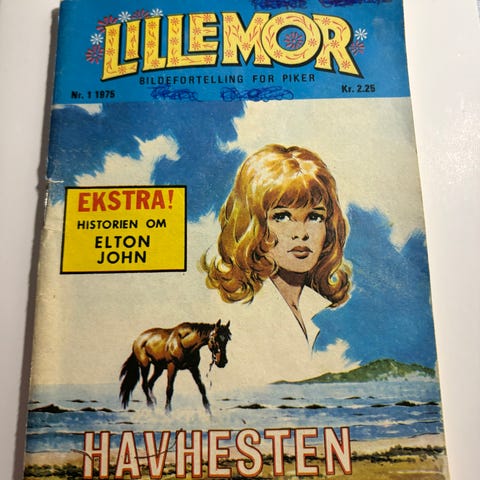 LILLEMOR
BILDEFORTELLING FOR PIKER
Nr. 1 1975
Kr. 2.25
EKSTRA!
HISTORIEN OM
ELTON
JOHN
HAVHESTEN